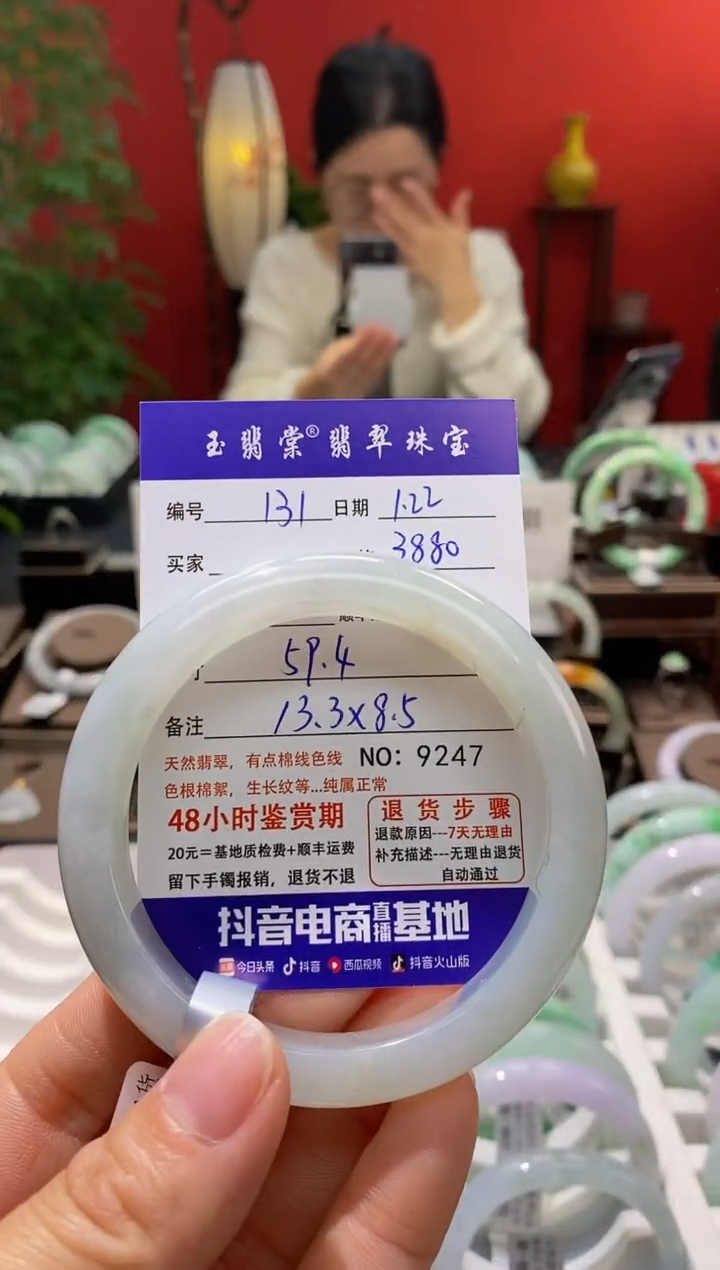 玉翡棠® 翡翠珠宝
编号 131 日期 1.22
买家 3880
59.4
备注 13.3x8.5
天然翡翠，有点棉线色线 NO: 9247
色根棉絮，生长纹等...纯属正常
48小时鉴赏期
20元=基地质检费+顺丰运费
留下手镯报销，退货不退
退货步骤
退款原因---7天无理由
补充描述---无理由退货
自动通过
抖音电商直播基地
今日头条 抖音 西瓜视频 抖音火山版
货